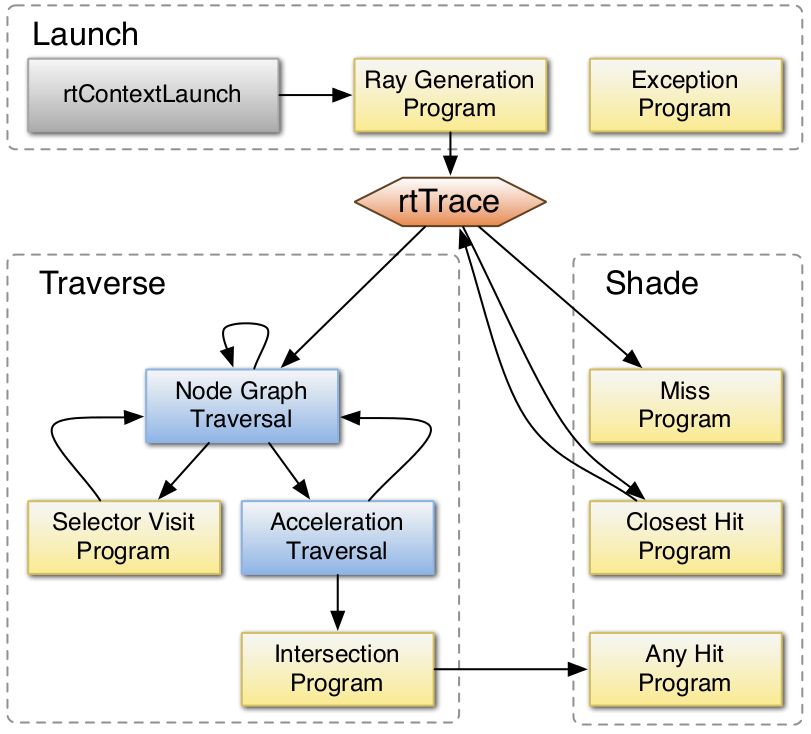 Launch
rtContextLaunch
Ray Generation
Program
Exception
Program
rtTrace
Traverse
Shade
Node Graph
Traversal
Miss
Program
Selector Visit
Program
Acceleration
Traversal
Closest Hit
Program
Intersection
Program
Any Hit
Program